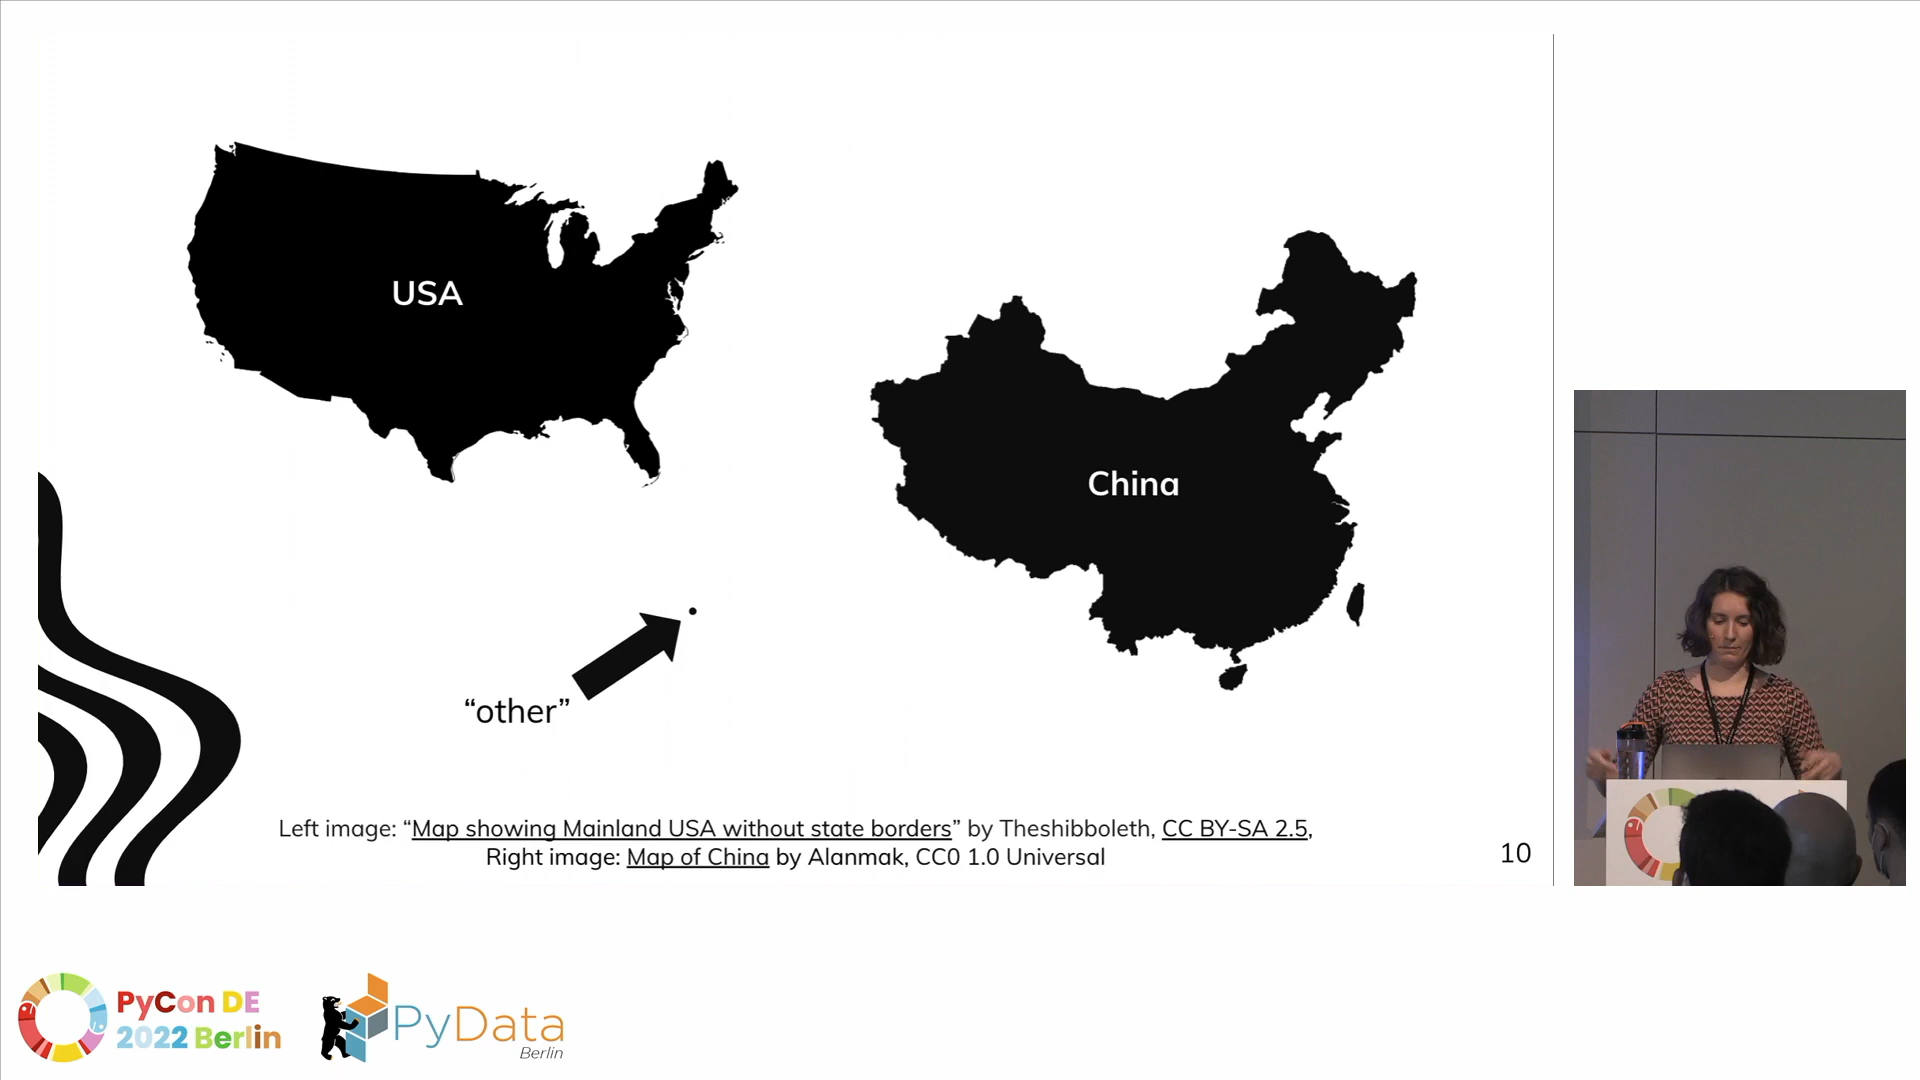 USA
China
“other”
Left image: “Map showing Mainland USA without state borders” by Theshibboleth, CC BY-SA 2.5,
Right image: Map of China by Alanmak, CC0 1.0 Universal
10
PyCon DE
2022 Berlin
PyData
Berlin